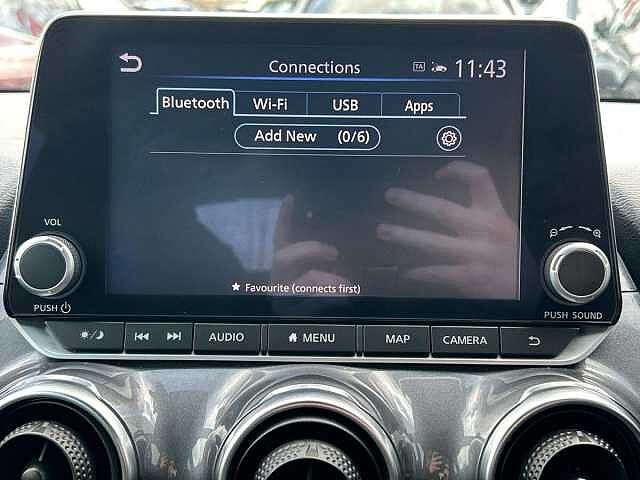 Connections TA 11:43
Bluetooth Wi-Fi USB Apps
Add New (0/6)
★ Favourite (connects first)
VOL
PUSH
PUSH SOUND
AUDIO MENU MAP CAMERA